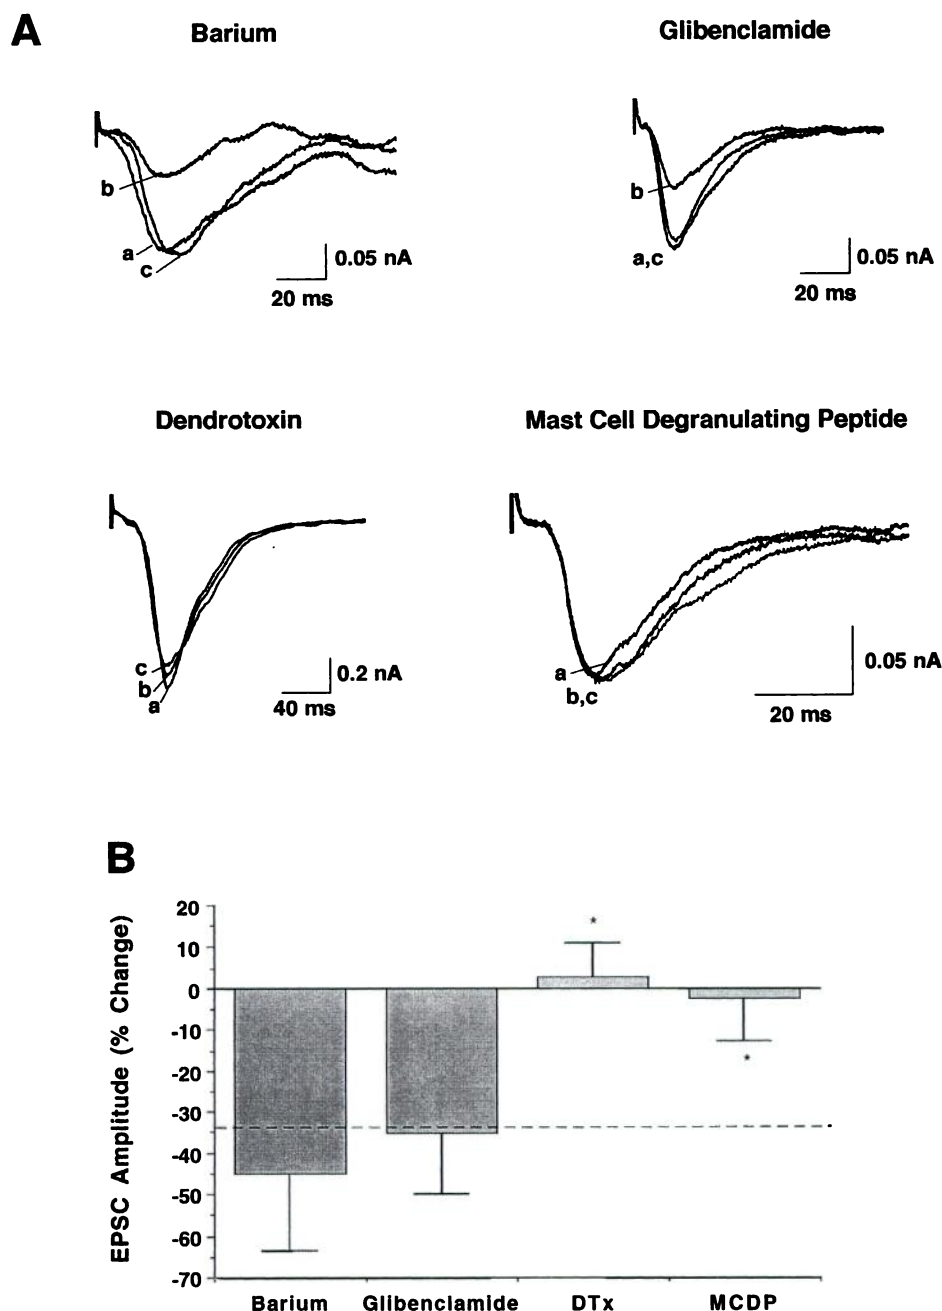 A
Barium
Glibenclamide
b
a
c
0.05 nA
20 ms
b
a,c
0.05 nA
20 ms
Dendrotoxin
Mast Cell Degranulating Peptide
c
b
a
0.2 nA
40 ms
a
b,c
0.05 nA
20 ms
B
EPSC Amplitude (% Change)
20
10
0
-10
-20
-30
-40
-50
-60
-70
*
*
Barium Glibenclamide DTx MCDP